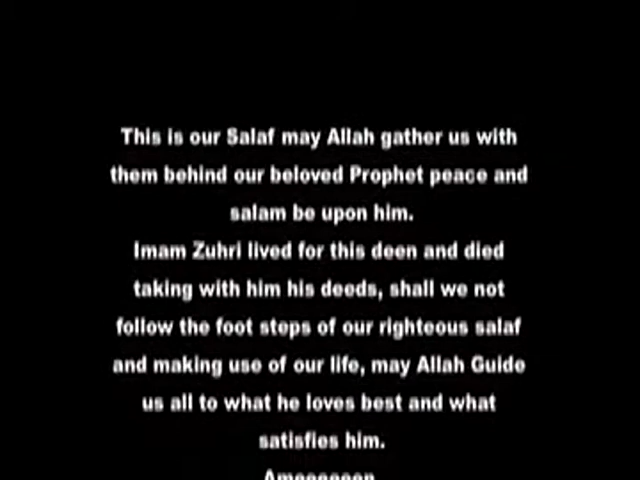 This is our Salaf may Allah gather us with
them behind our beloved Prophet peace and
salam be upon him.
Imam Zuhri lived for this deen and died
taking with him his deeds, shall we not
follow the foot steps of our righteous salaf
and making use of our life, may Allah Guide
us all to what he loves best and what
satisfies him.